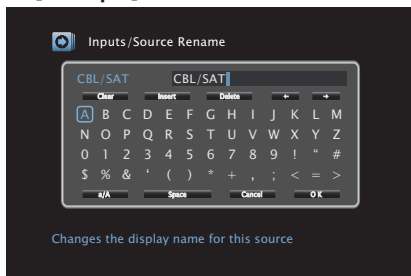 Inputs/Source Rename
CBL/SAT CBL/SAT
Clear Insert Delete ← →
A B C D E F G H I J K L M
N O P Q R S T U V W X Y Z
0 1 2 3 4 5 6 7 8 9 ! “ #
$ % & ‘ ( ) * + , ; < = >
a/A Space Cancel OK
Changes the display name for this source